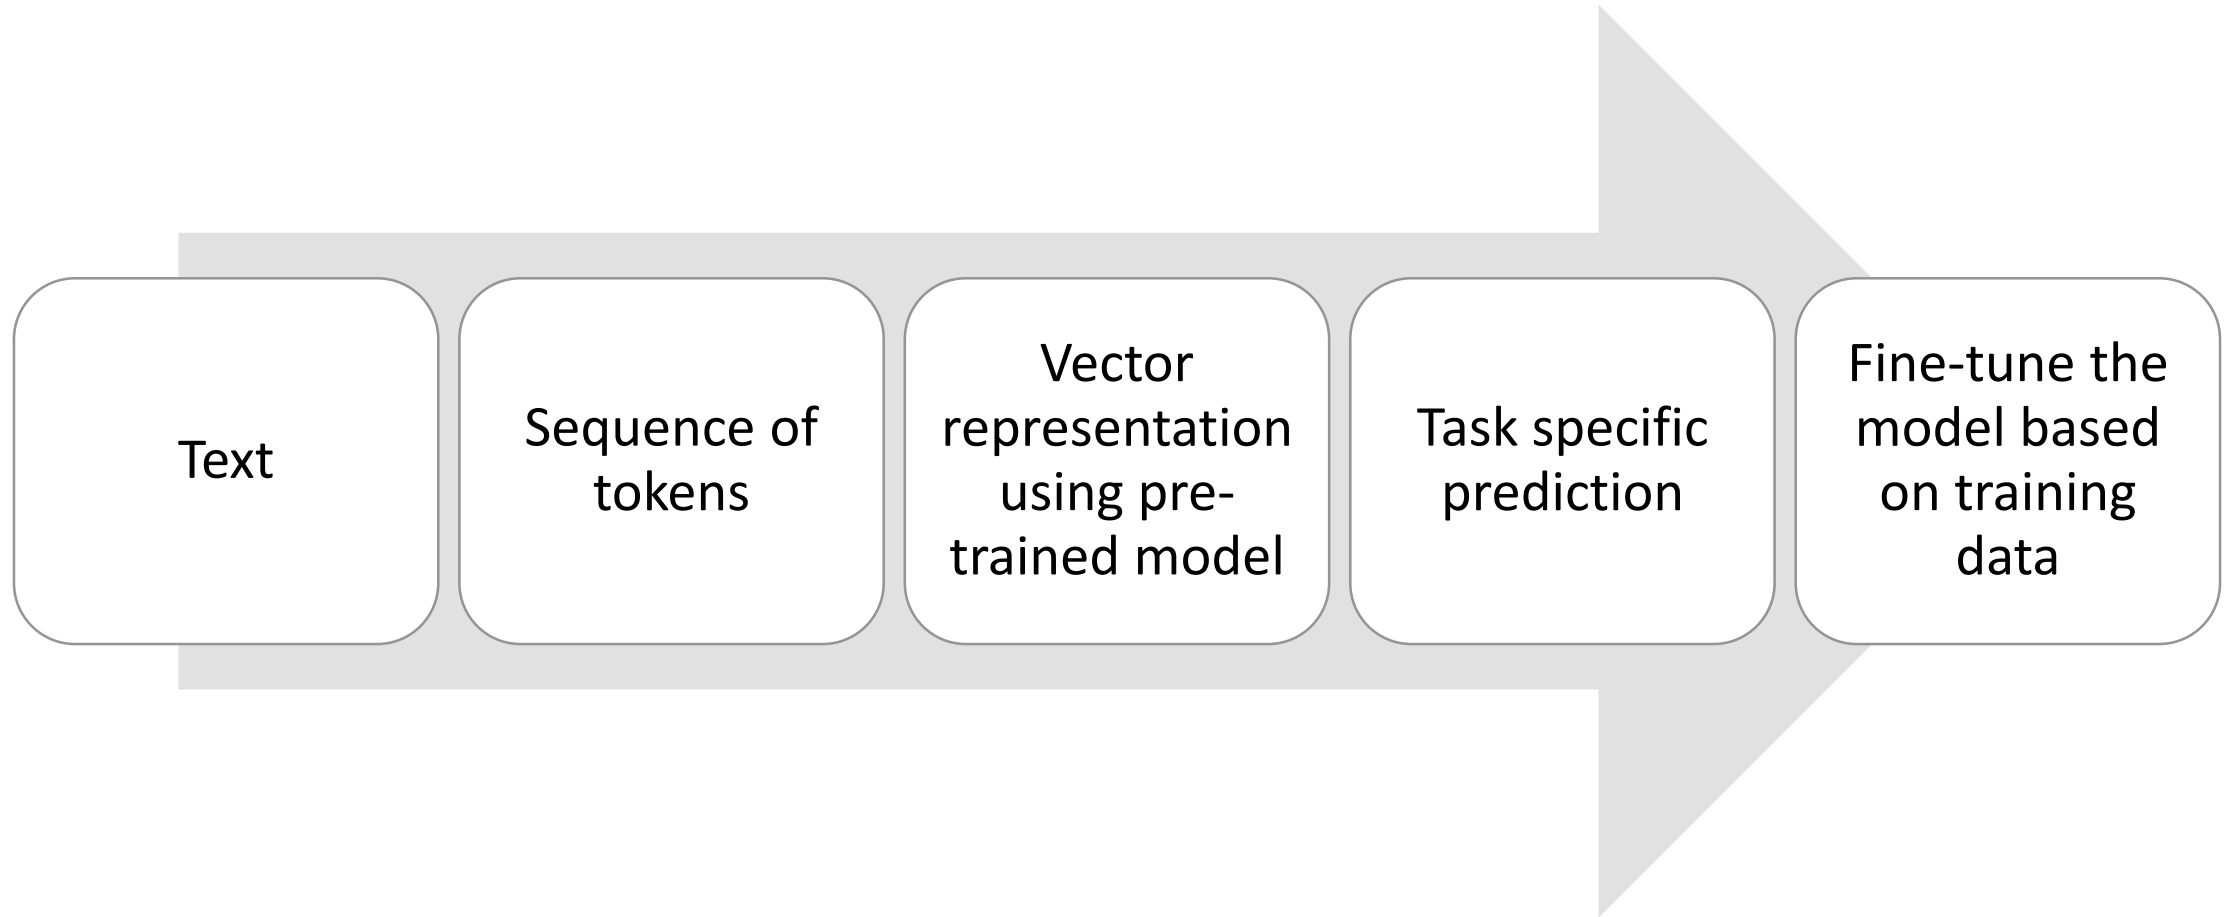 Text
Sequence of
tokens
Vector
representation
using pre-
trained model
Task specific
prediction
Fine-tune the
model based
on training
data